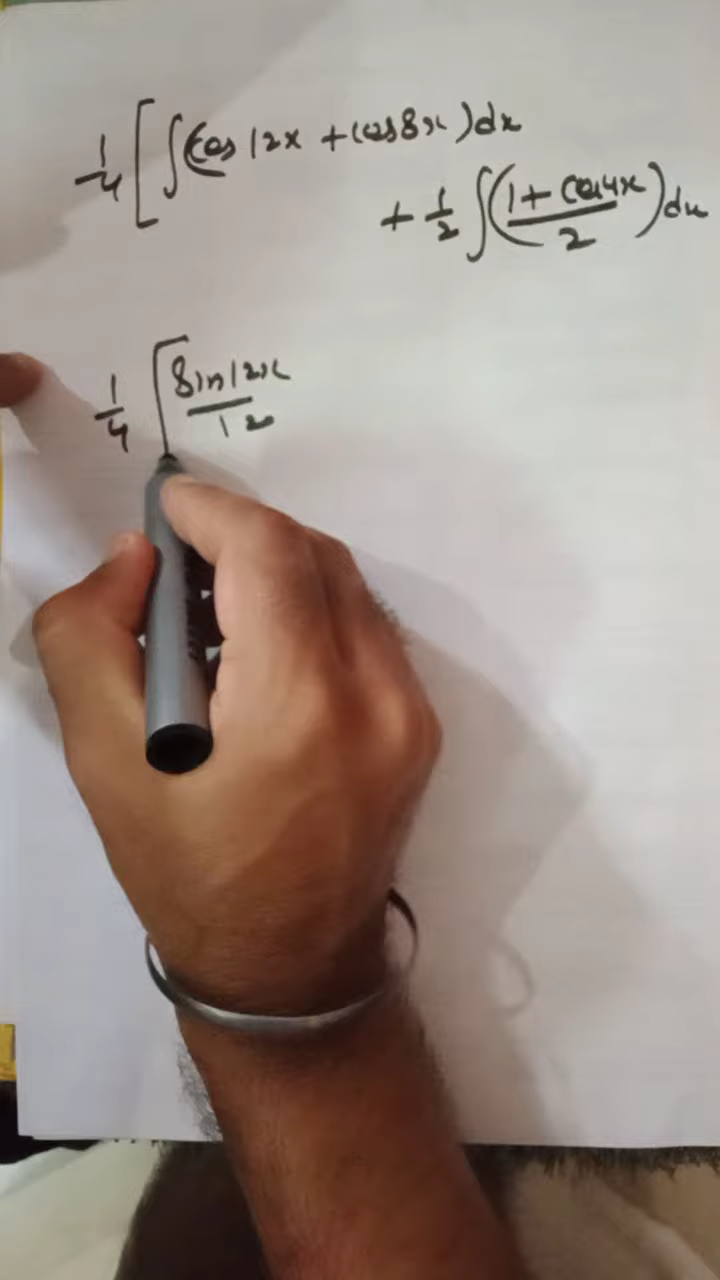 1/4 [ ∫(cos 12x + cos8x)dx
+ 1/2 ∫(1 + cos4x / 2)dx
1/4 [ sin12x / 12